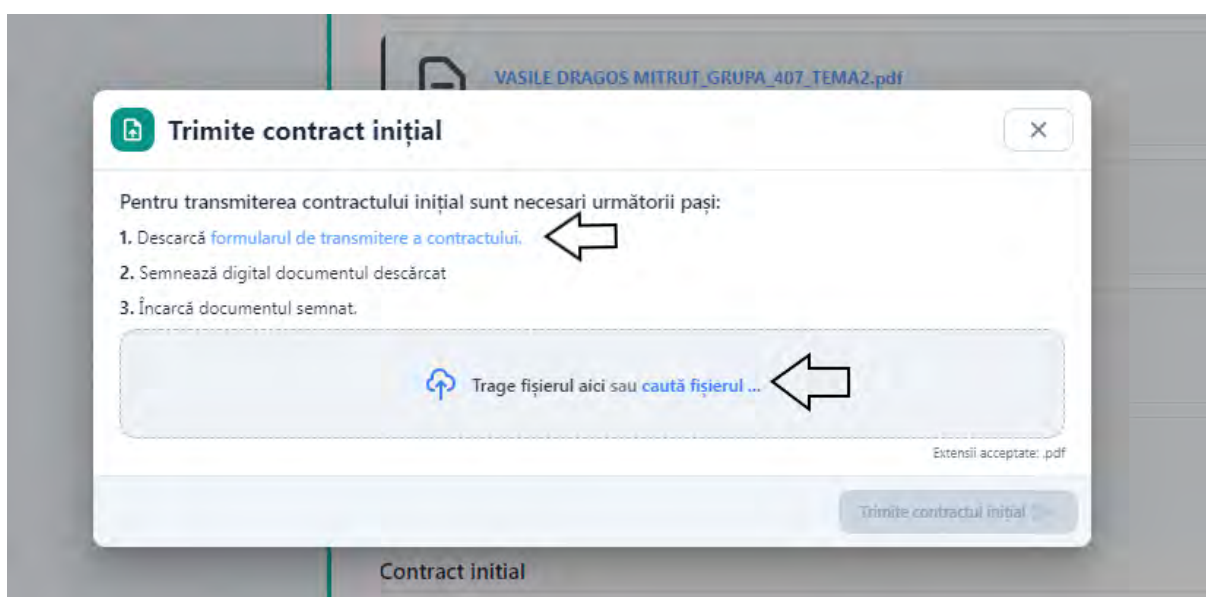 VASILE DRAGOS MITRUT_GRUPA_407_TEMA2.pdf
Trimite contract inițial
Pentru transmiterea contractului inițial sunt necesari următorii pași:
1. Descarcă formularul de transmitere a contractului.
2. Semnează digital documentul descărcat
3. Încarcă documentul semnat.
Trage fișierul aici sau caută fișierul ...
Extensii acceptate: .pdf
Trimite contractul inițial
Contract initial